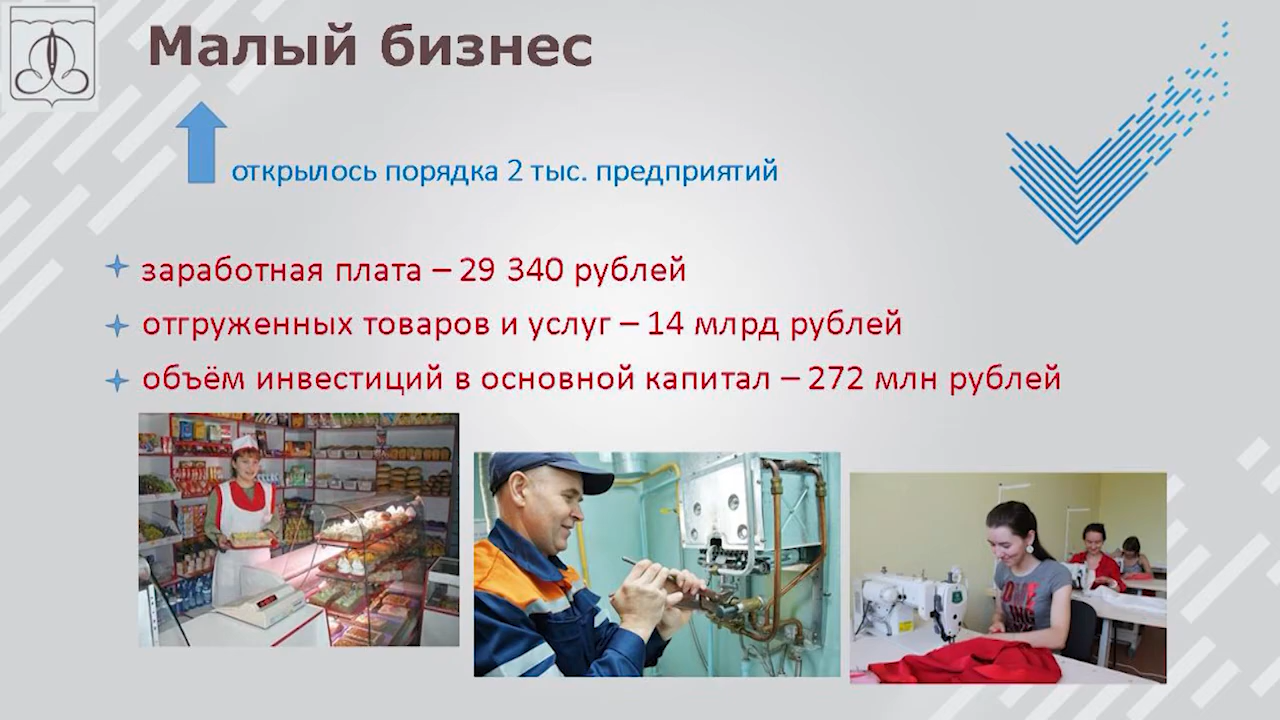 Малый бизнес
открылось порядка 2 тыс. предприятий
заработная плата – 29 340 рублей
отгруженных товаров и услуг – 14 млрд рублей
объём инвестиций в основной капитал – 272 млн рублей